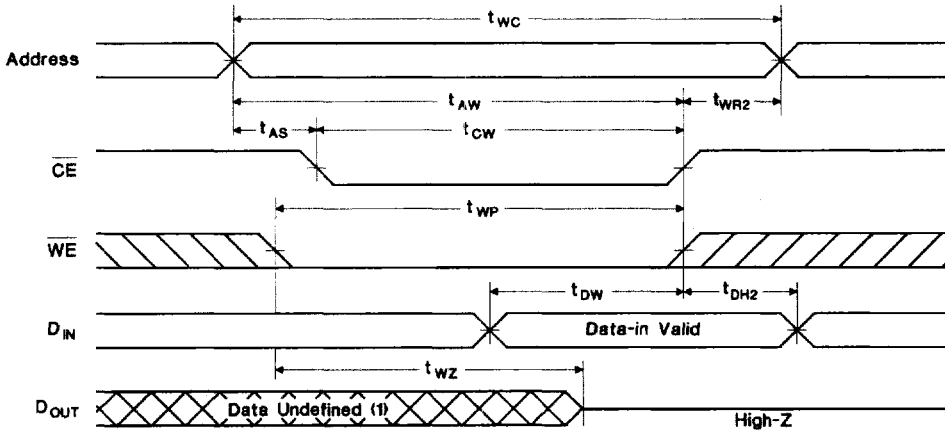 tWC
Address
tAW
tWR2
tAS
tCW
CE
tWP
WE
tDW
tDH2
DIN
Data-in Valid
tWZ
DOUT
Data Undefined (1)
High-Z